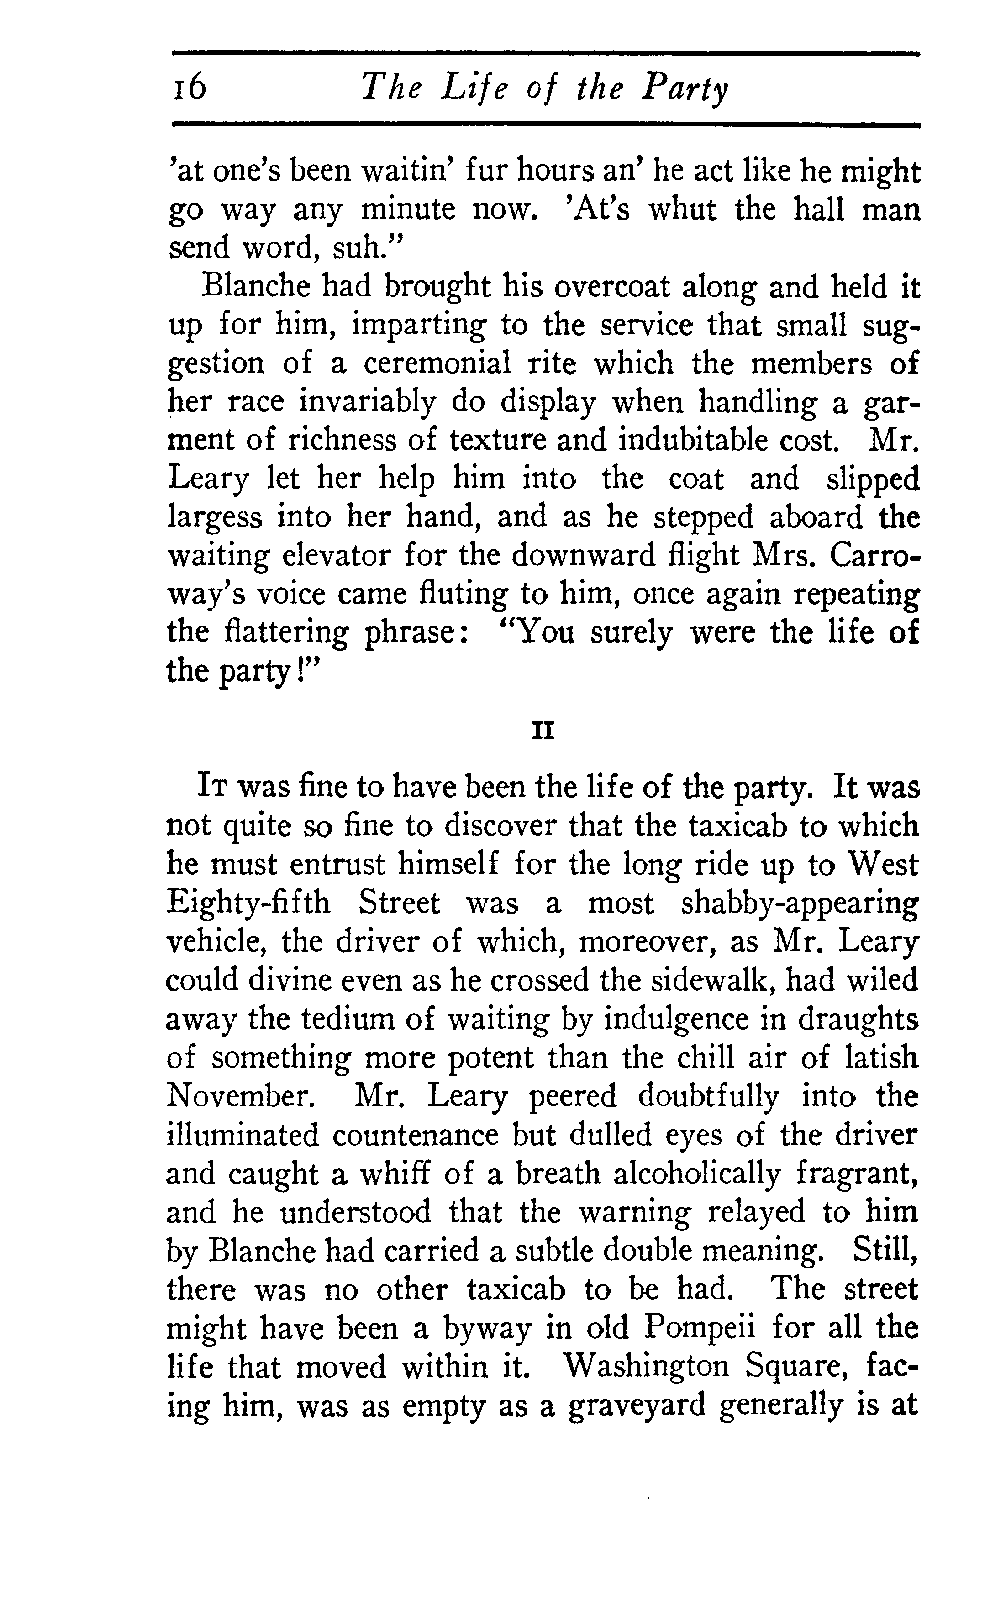 16 The Life of the Party
’at one’s been waitin’ fur hours an’ he act like he might
go way any minute now. ’At’s whut the hall man
send word, suh.”
Blanche had brought his overcoat along and held it
up for him, imparting to the service that small sug-
gestion of a ceremonial rite which the members of
her race invariably do display when handling a gar-
ment of richness of texture and indubitable cost. Mr.
Leary let her help him into the coat and slipped
largess into her hand, and as he stepped aboard the
waiting elevator for the downward flight Mrs. Carro-
way’s voice came fluting to him, once again repeating
the flattering phrase: “You surely were the life of
the party!”
II
It was fine to have been the life of the party. It was
not quite so fine to discover that the taxicab to which
he must entrust himself for the long ride up to West
Eighty-fifth Street was a most shabby-appearing
vehicle, the driver of which, moreover, as Mr. Leary
could divine even as he crossed the sidewalk, had wiled
away the tedium of waiting by indulgence in draughts
of something more potent than the chill air of latish
November. Mr. Leary peered doubtfully into the
illuminated countenance but dulled eyes of the driver
and caught a whiff of a breath alcoholically fragrant,
and he understood that the warning relayed to him
by Blanche had carried a subtle double meaning. Still,
there was no other taxicab to be had. The street
might have been a byway in old Pompeii for all the
life that moved within it. Washington Square, fac-
ing him, was as empty as a graveyard generally is at